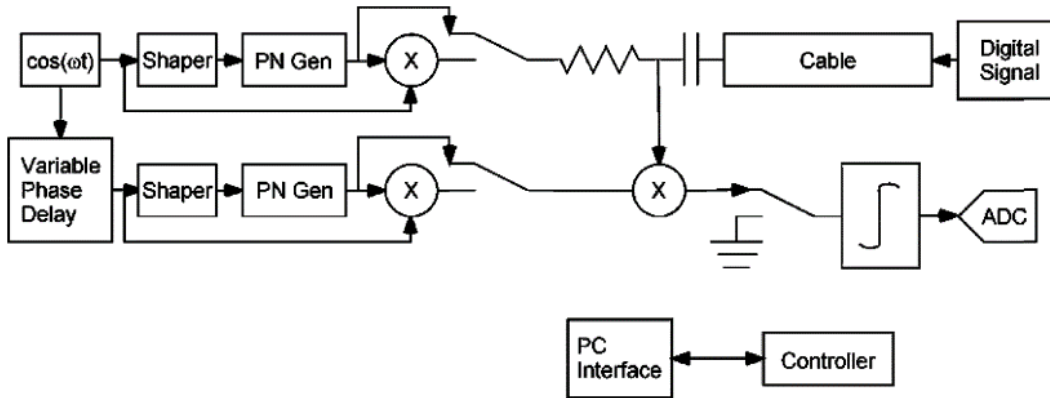 cos(ωt)
Shaper
PN Gen
X
Cable
Digital
Signal
Variable
Phase
Delay
Shaper
PN Gen
X
X
ADC
PC
Interface
Controller